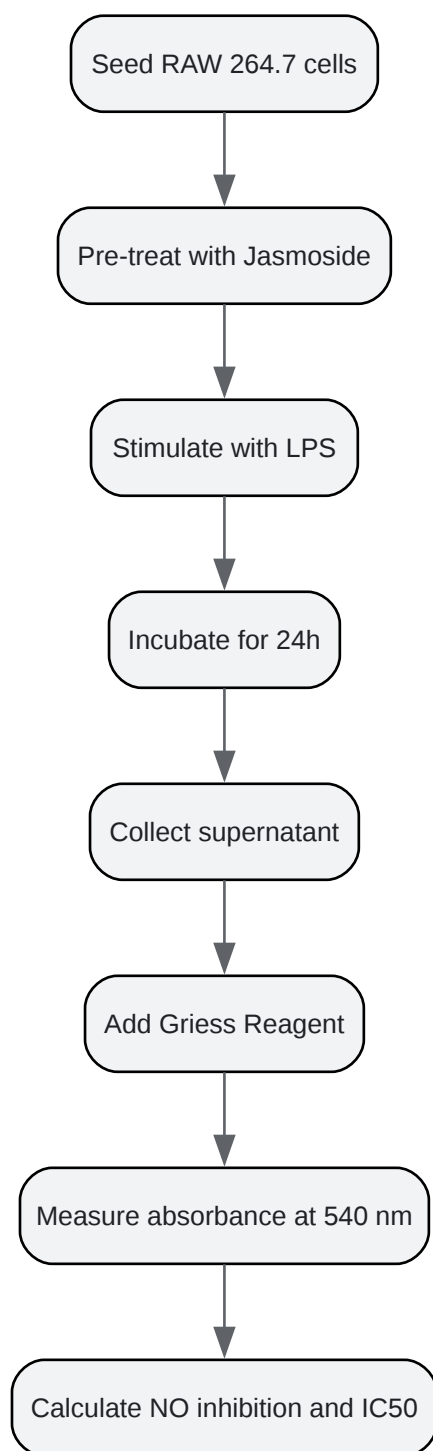 Seed RAW 264.7 cells
Pre-treat with Jasmoside
Stimulate with LPS
Incubate for 24h
Collect supernatant
Add Griess Reagent
Measure absorbance at 540 nm
Calculate NO inhibition and IC50